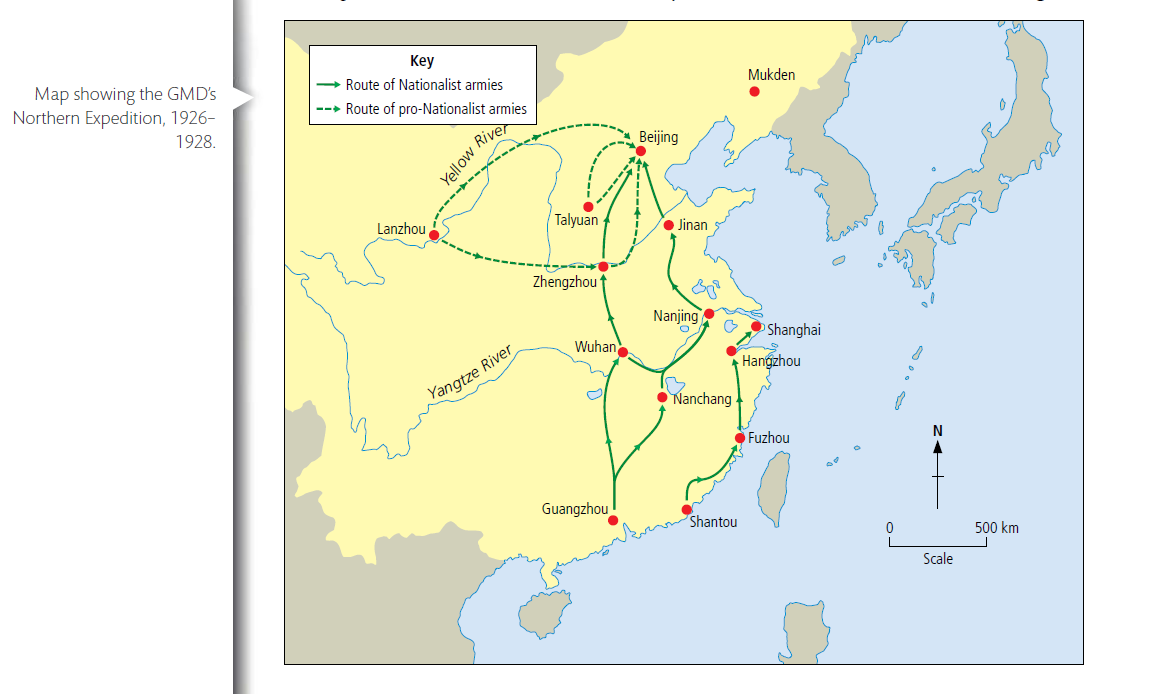 Map showing the GMD's
Northern Expedition, 1926–
1928.
Key
Route of Nationalist armies
Route of pro-Nationalist armies
Mukden
Beijing
Yellow River
Talyuan
Jinan
Lanzhou
Zhengzhou
Nanjing
Shanghai
Wuhan
Hangzhou
Yangtze River
Nanchang
Fuzhou
N
Guangzhou
Shantou
0 500 km
Scale